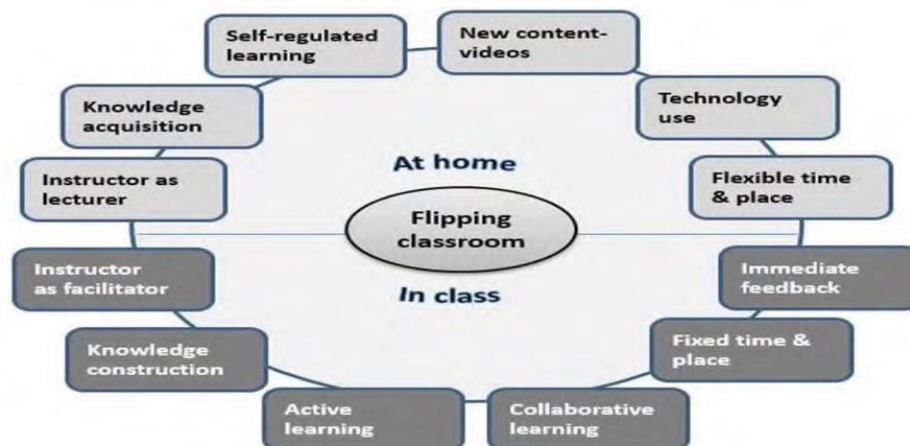 Self-regulated
learning
New content-
videos
Knowledge
acquisition
Technology
use
At home
Instructor as
lecturer
Flexible time
& place
Flipping
classroom
Instructor
as facilitator
Immediate
feedback
In class
Knowledge
construction
Fixed time &
place
Active
learning
Collaborative
learning